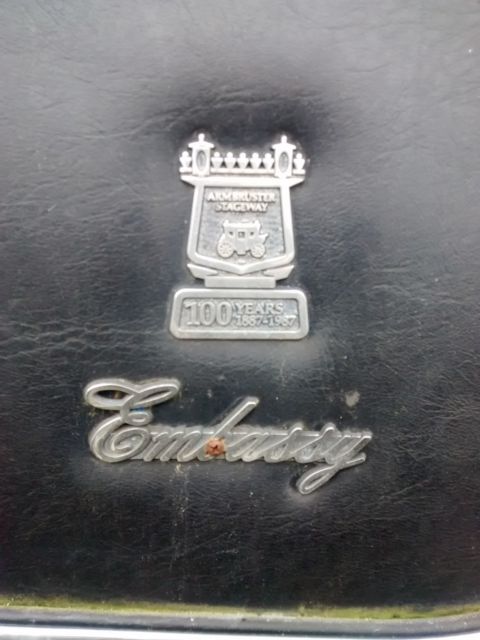 ARMBRUSTER
STAGEWAY
100 YEARS
1887-1987
Embassy